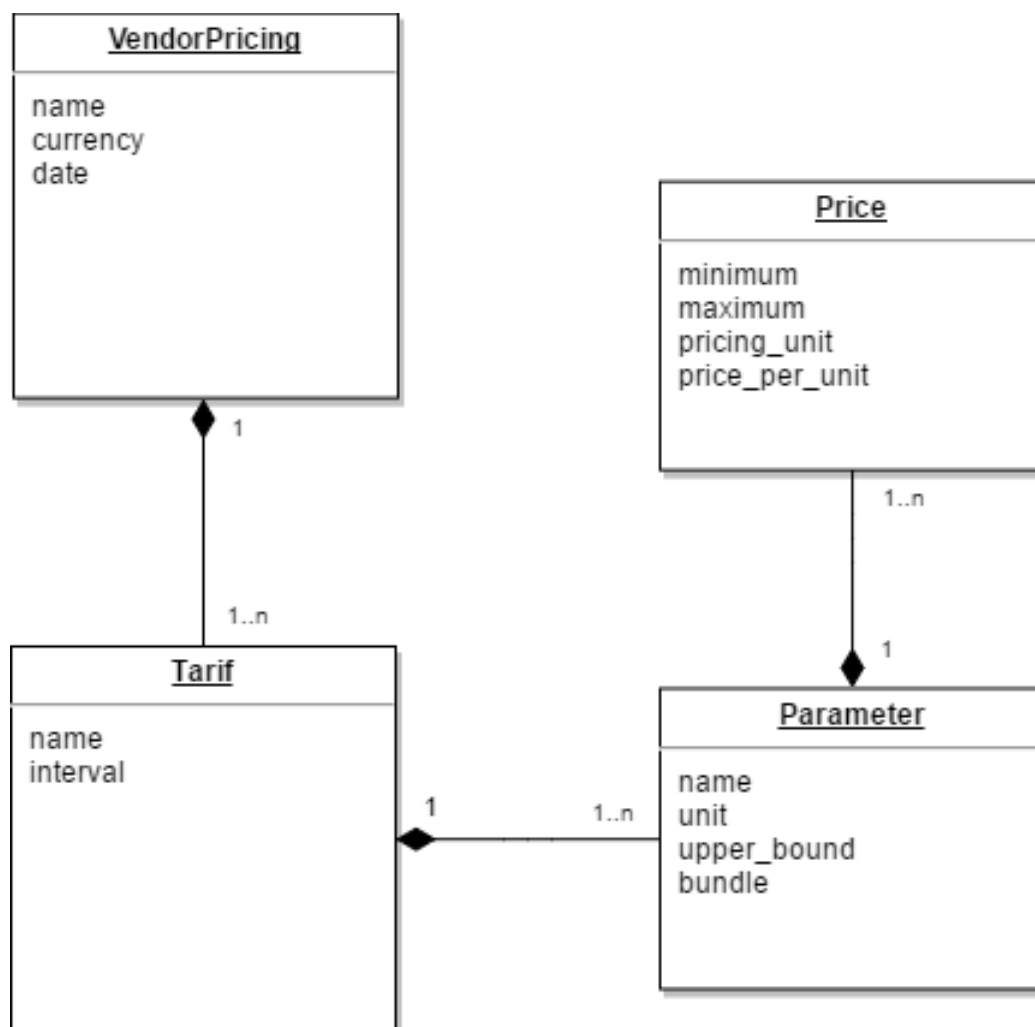 VendorPricing
name
currency
date
1
1..n
Tarif
name
interval
1
1..n
Price
minimum
maximum
pricing_unit
price_per_unit
1..n
1
Parameter
name
unit
upper_bound
bundle